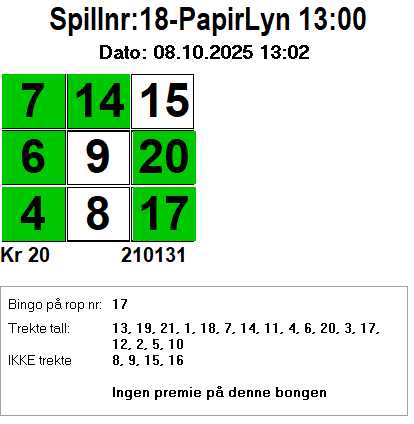 Spillnr:18-PapirLyn 13:00
Dato: 08.10.2025 13:02
7 14 15
6 9 20
4 8 17
Kr 20 210131
Bingo på rop nr: 17
Trekte tall: 13, 19, 21, 1, 18, 7, 14, 11, 4, 6, 20, 3, 17,
12, 2, 5, 10
IKKE trekte 8, 9, 15, 16
Ingen premie på denne bongen